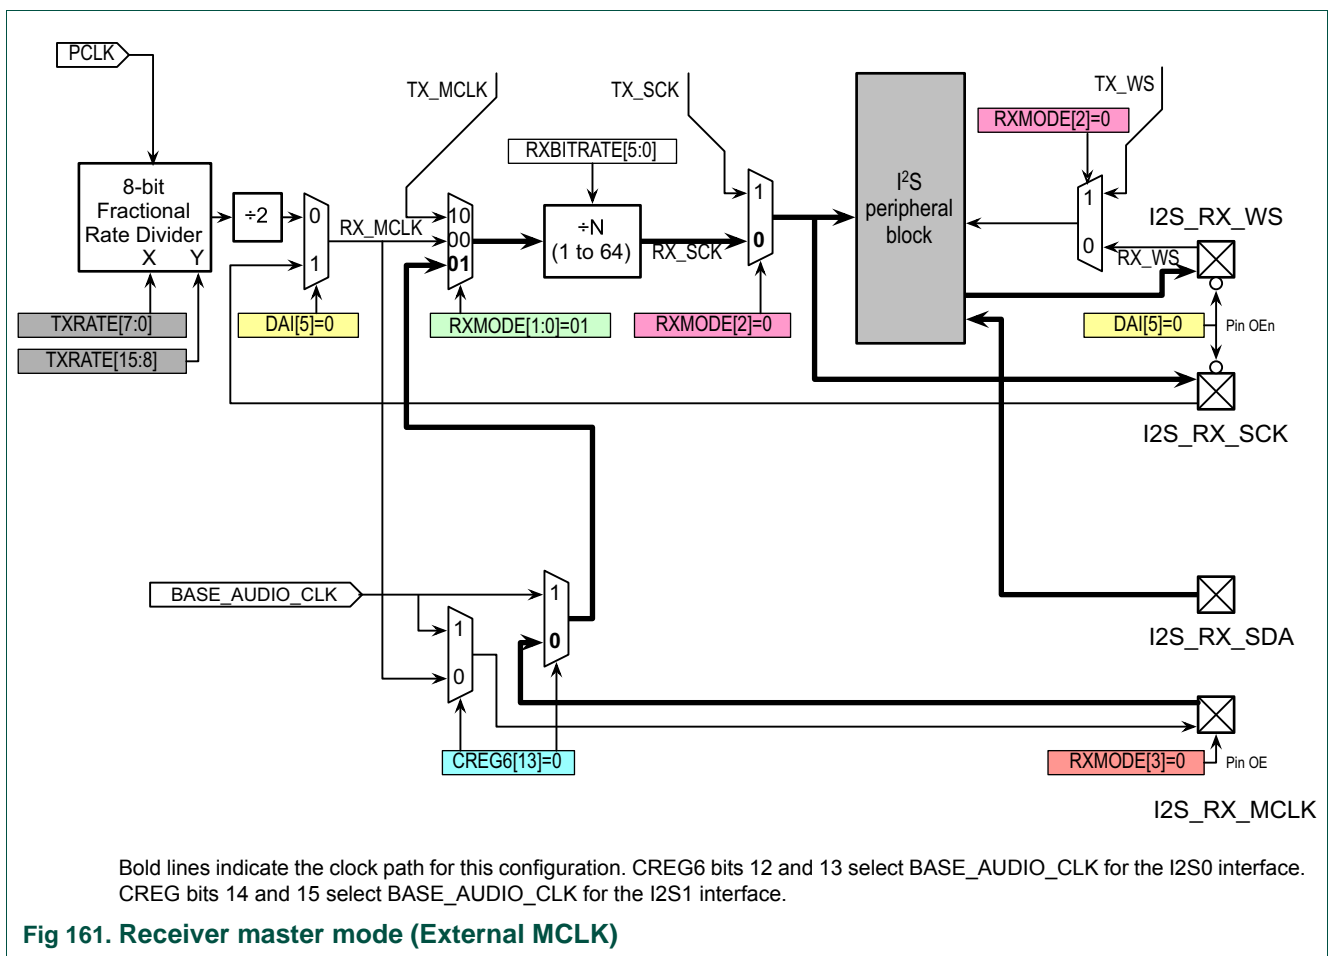 PCLK
TX_MCLK
TX_SCK
TX_WS
RXMODE[2]=0
RXBITRATE[5:0]
8-bit
Fractional
Rate Divider
X Y
÷2
0
1
RX_MCLK
10
00
01
÷N
(1 to 64)
RX_SCK
1
0
I2S
peripheral
block
1
0
I2S_RX_WS
RX_WS
TXRATE[7:0]
DAI[5]=0
RXMODE[1:0]=01
RXMODE[2]=0
DAI[5]=0
Pin OEn
TXRATE[15:8]
I2S_RX_SCK
BASE_AUDIO_CLK
1
0
1
0
I2S_RX_SDA
CREG6[13]=0
RXMODE[3]=0
Pin OE
I2S_RX_MCLK
Bold lines indicate the clock path for this configuration. CREG6 bits 12 and 13 select BASE_AUDIO_CLK for the I2S0 interface.
CREG bits 14 and 15 select BASE_AUDIO_CLK for the I2S1 interface.
Fig 161. Receiver master mode (External MCLK)